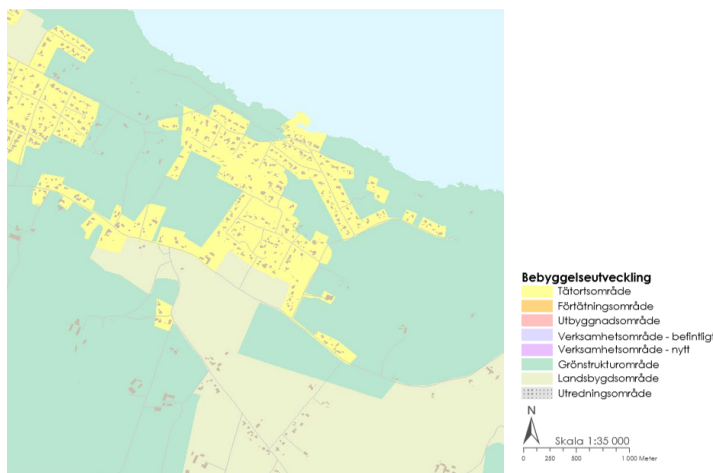 Bebyggelseutveckling
Tätortsområde
Förtätningsområde
Utbyggnadsområde
Verksamhetsområde - befintligt
Verksamhetsområde - nytt
Grönstrukturområde
Landsbygdsområde
Utredningsområde
N
Skala 1:35 000
0 250 500 1 000 Meter